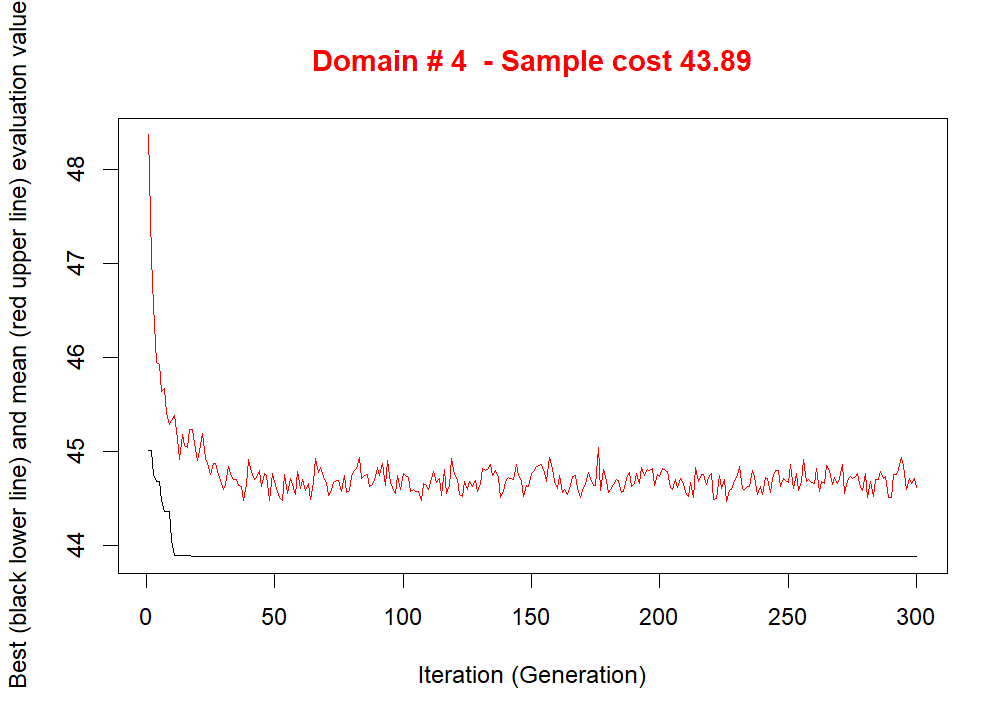 Domain # 4  - Sample cost 43.89
Best (black lower line) and mean (red upper line) evaluation value
48
47
46
45
44
0 50 100 150 200 250 300
Iteration (Generation)